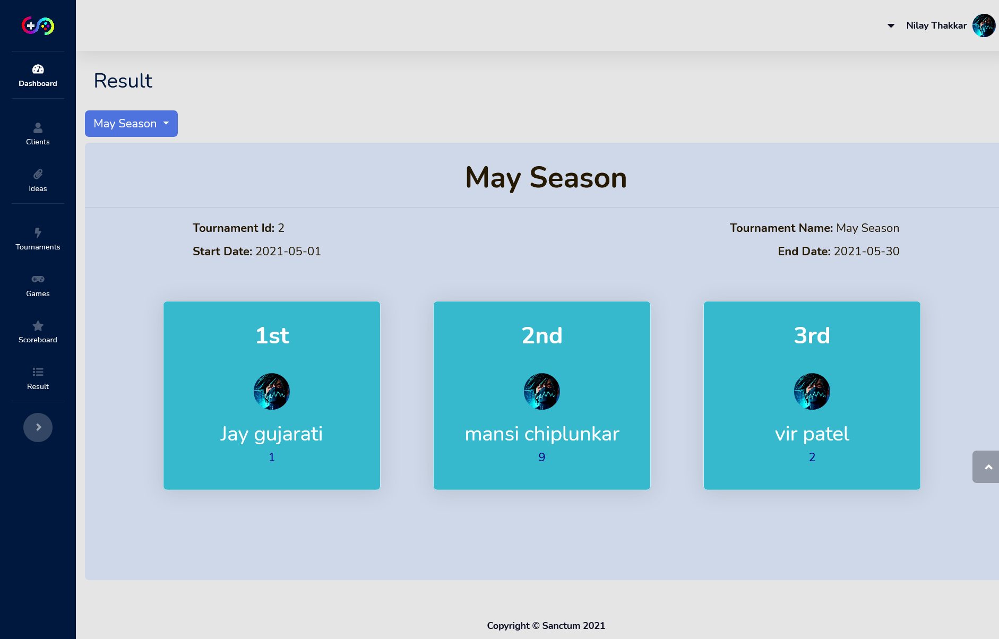 Nilay Thakkar
Dashboard
Clients
Ideas
Tournaments
Games
Scoreboard
Result
Result
May Season
May Season
Tournament Id: 2
Tournament Name: May Season
Start Date: 2021-05-01
End Date: 2021-05-30
1st
Jay gujarati
1
2nd
mansi chiplunkar
9
3rd
vir patel
2
Copyright © Sanctum 2021